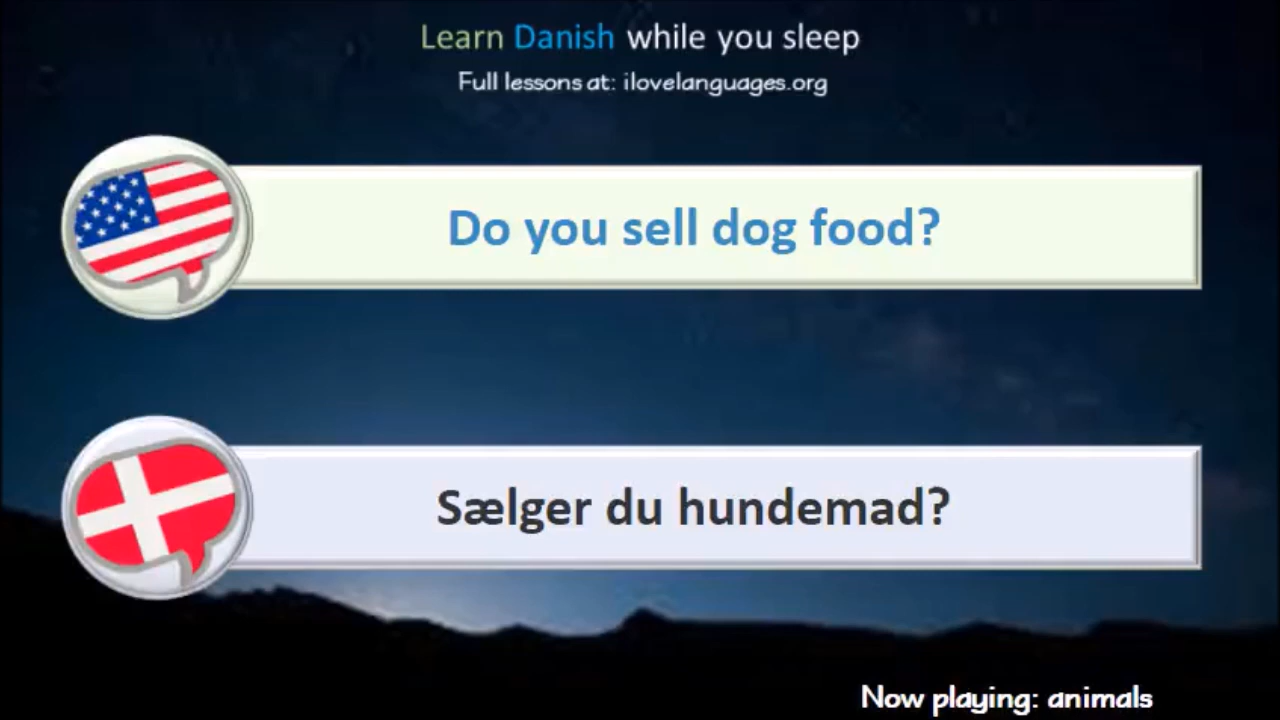 Learn Danish while you sleep
Full lessons at: ilovelanguages.org
Do you sell dog food?
Sælger du hundemad?
Now playing: animals